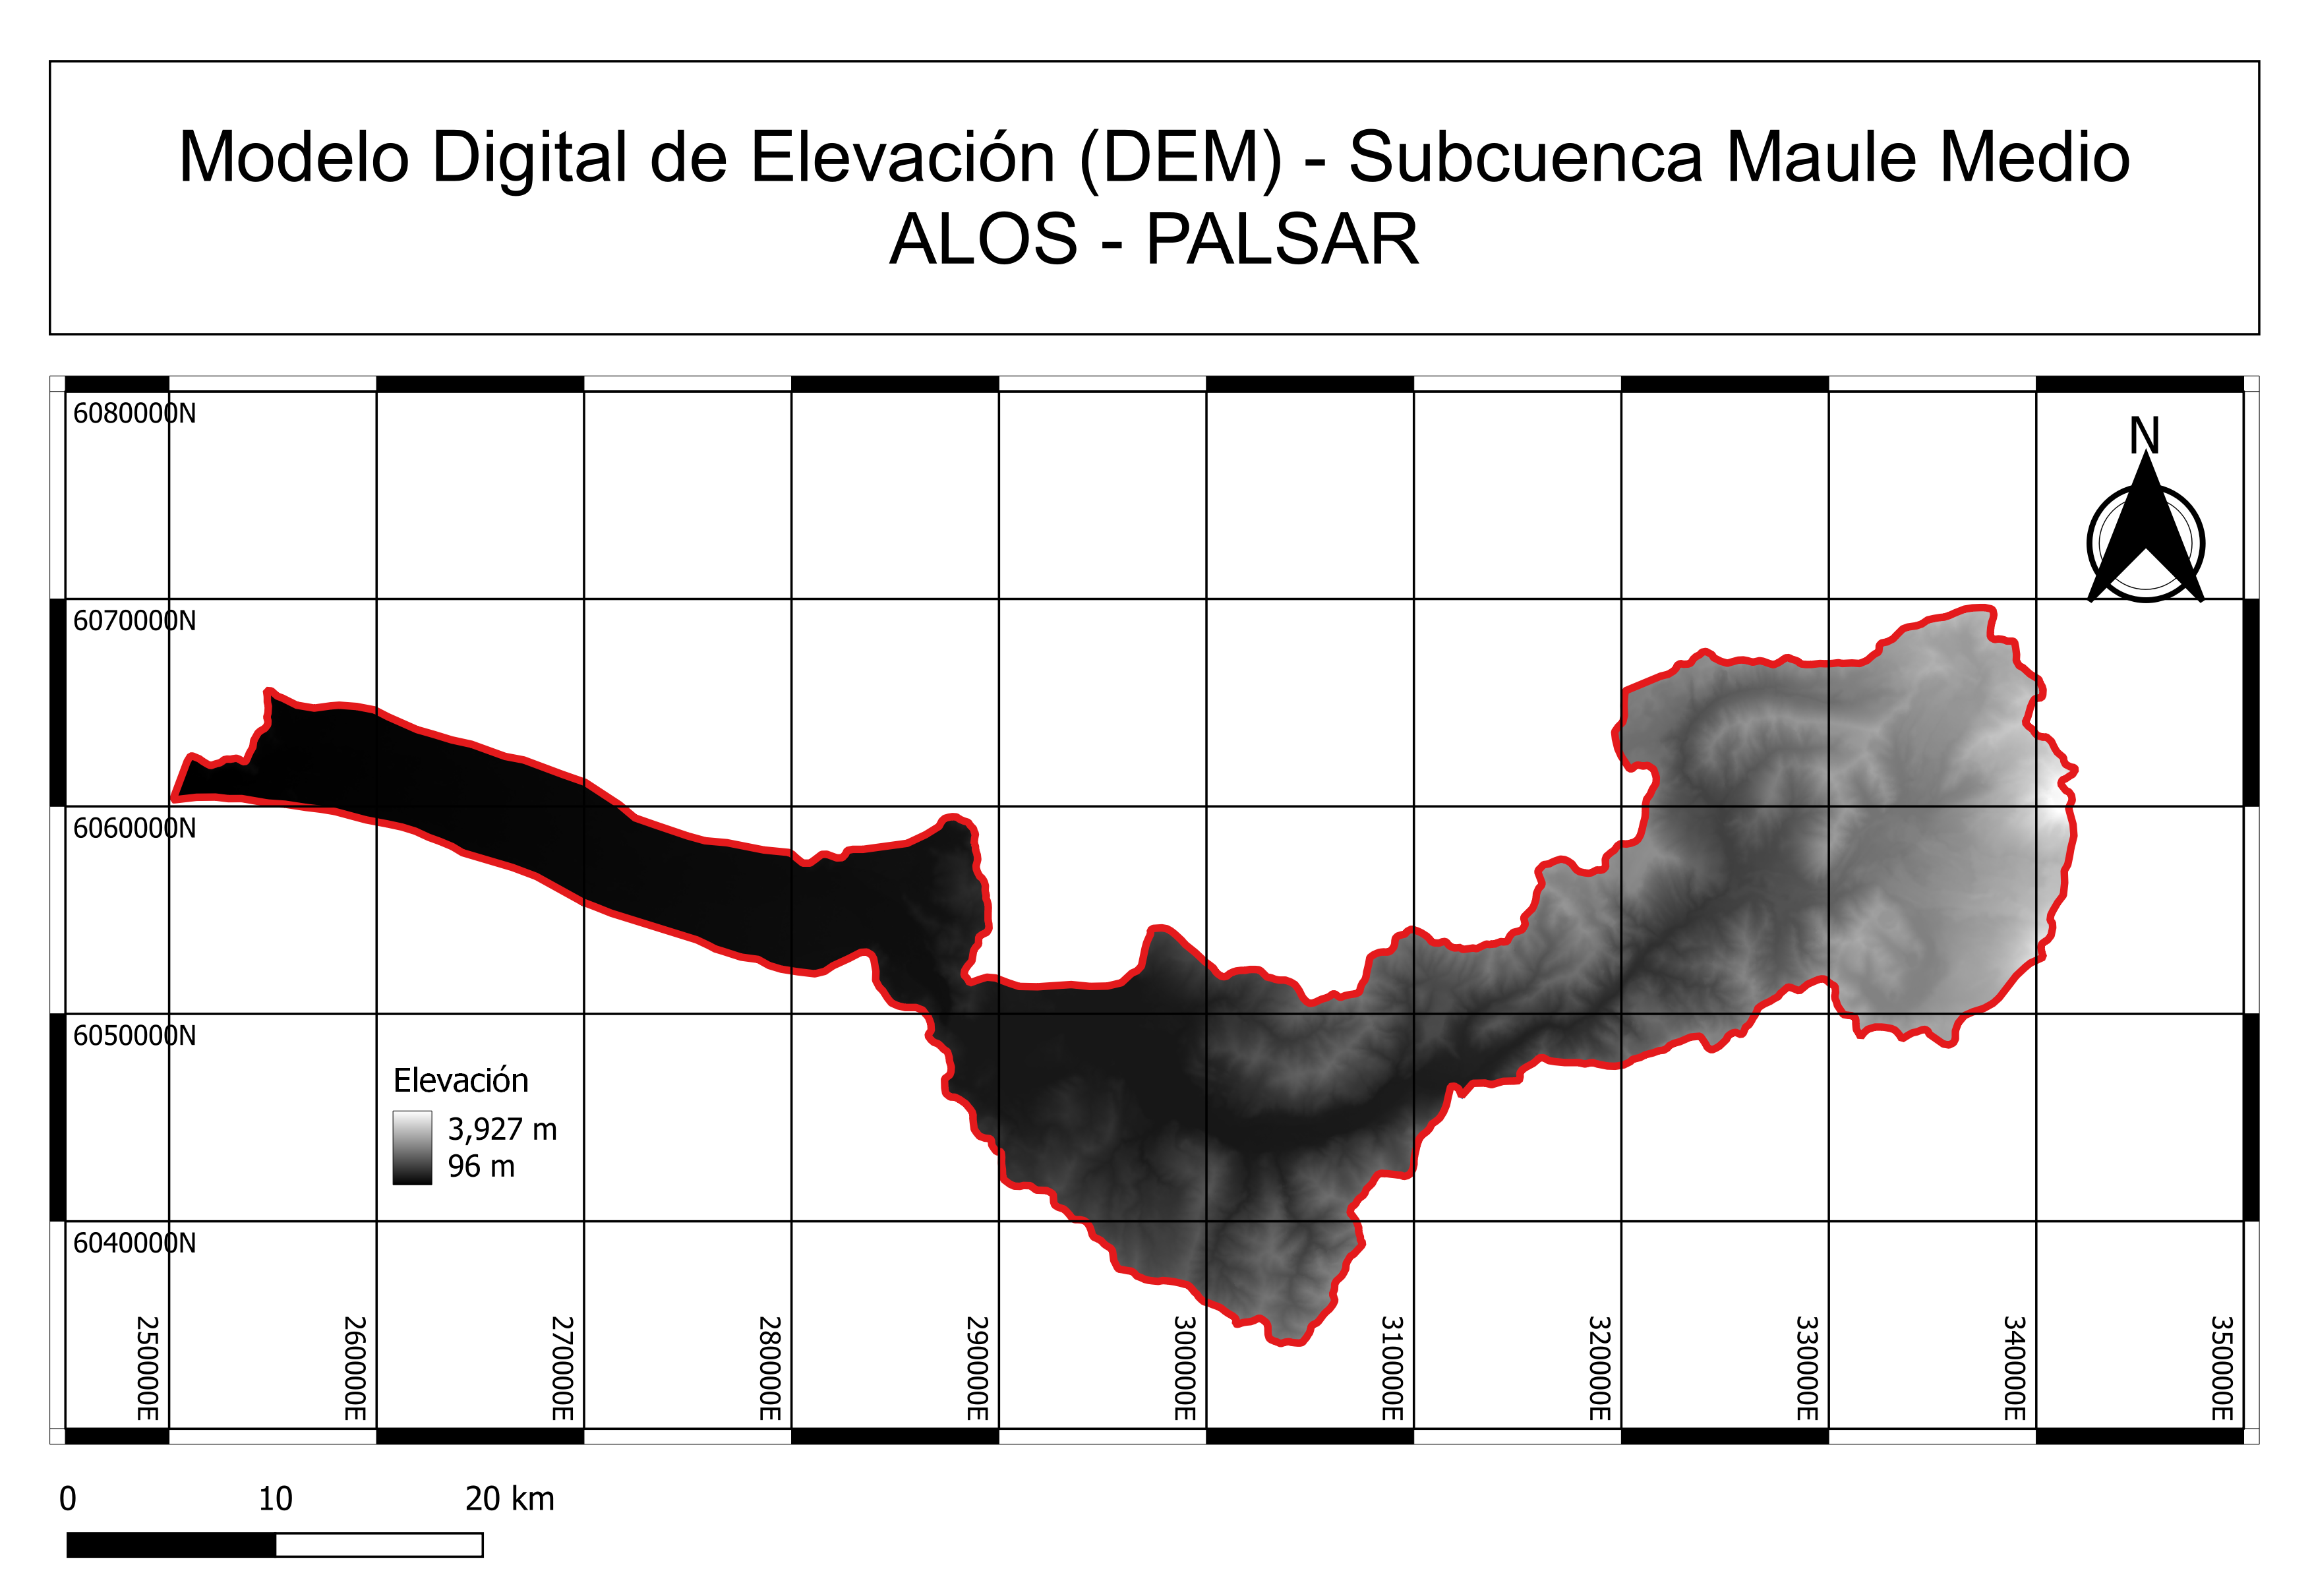 Modelo Digital de Elevación (DEM) - Subcuenca Maule Medio
ALOS - PALSAR
6080000N
N
6070000N
6060000N
6050000N
Elevación
3,927 m
96 m
6040000N
250000E
260000E
270000E
280000E
290000E
300000E
310000E
320000E
330000E
340000E
350000E
0 10 20 km